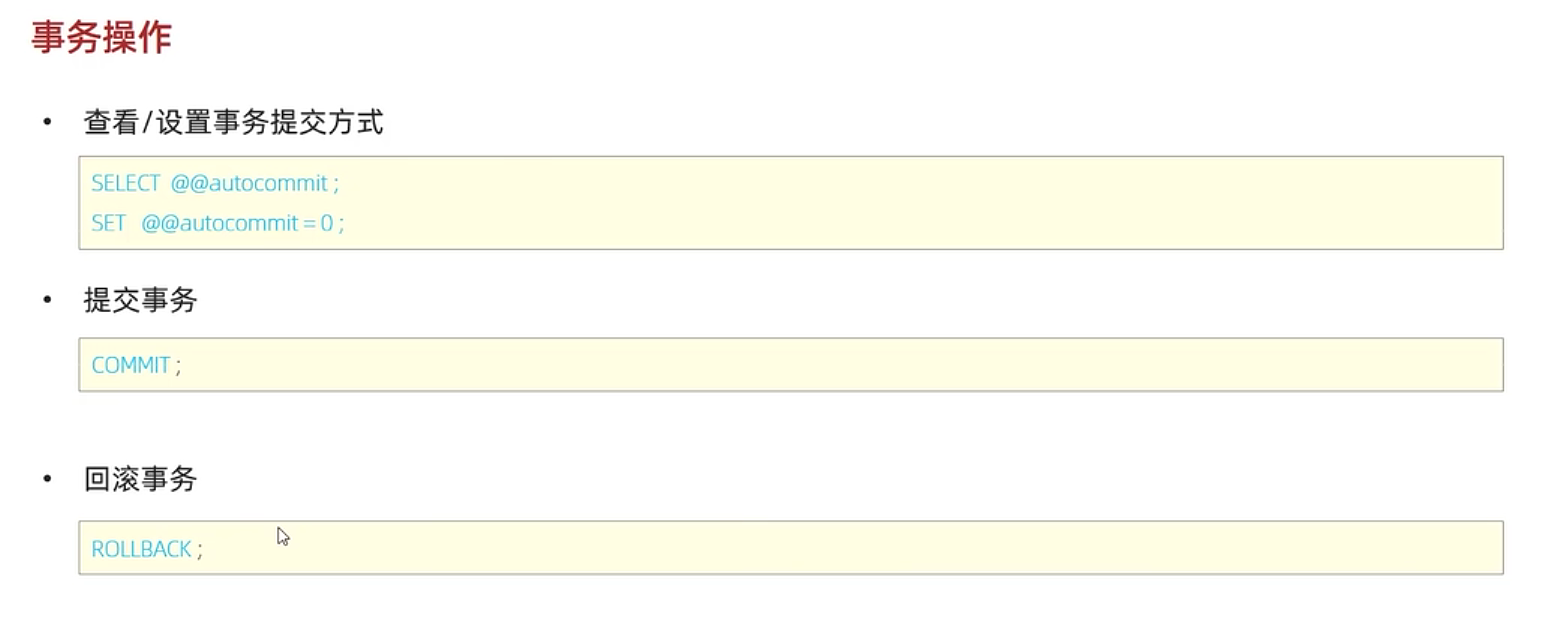 事务操作
• 查看/设置事务提交方式
SELECT @@autocommit ;
SET @@autocommit = 0 ;
• 提交事务
COMMIT ;
• 回滚事务
ROLLBACK ;